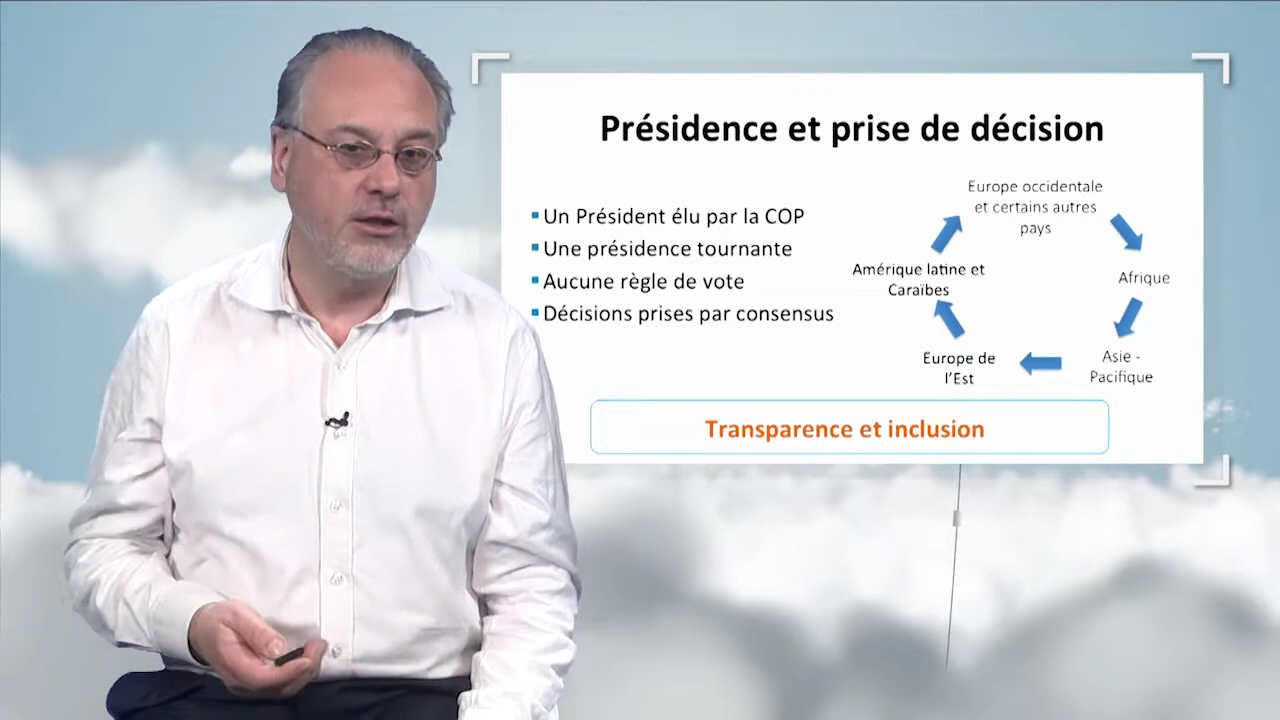 Présidence et prise de décision
Un Président élu par la COP
Une présidence tournante
Aucune règle de vote
Décisions prises par consensus
Europe occidentale
et certains autres
pays
Afrique
Asie -
Pacifique
Europe de
l'Est
Amérique latine et
Caraïbes
Transparence et inclusion